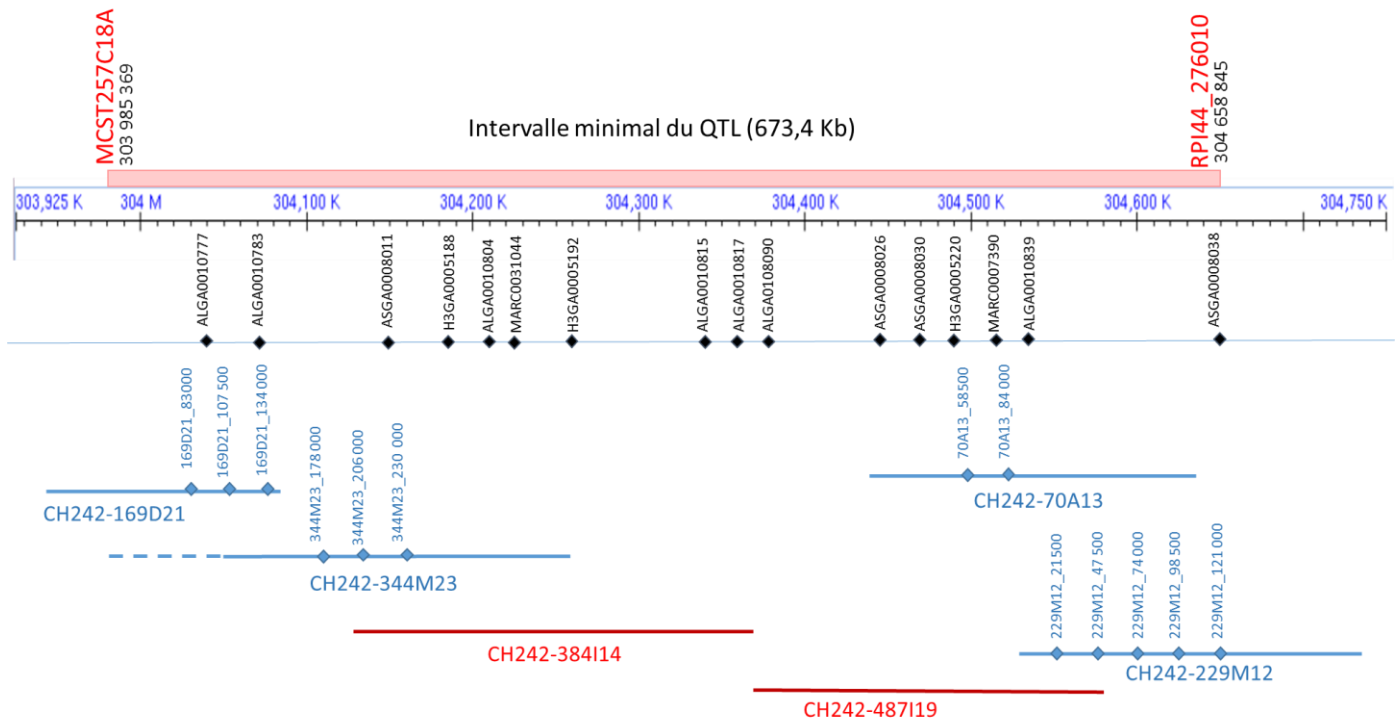 MCST257C18A
303 985 369
Intervalle minimal du QTL (673,4 Kb)
RPI44_276010
304 658 845
303,925 K
304 M
304,100 K
304,200 K
304,300 K
304,400 K
304,500 K
304,600 K
304,750 K
ALGA0010777
ALGA0010783
ASGA0008011
H3GA0005188
ALGA0010804
MARC0031044
H3GA0005192
ALGA0010815
ALGA0010817
ALGA0108090
ASGA0008026
ASGA0008030
H3GA0005220
MARC0007390
ALGA0010839
ASGA0008038
169D21_83000
169D21_107 500
169D21_134 000
CH242-169D21
344M23_178 000
344M23_206 000
344M23_230 000
CH242-344M23
70A13_58500
70A13_84 000
CH242-70A13
229M12_21500
229M12_47 500
229M12_74 000
229M12_98 500
229M12_121 000
CH242-229M12
CH242-384I14
CH242-487I19